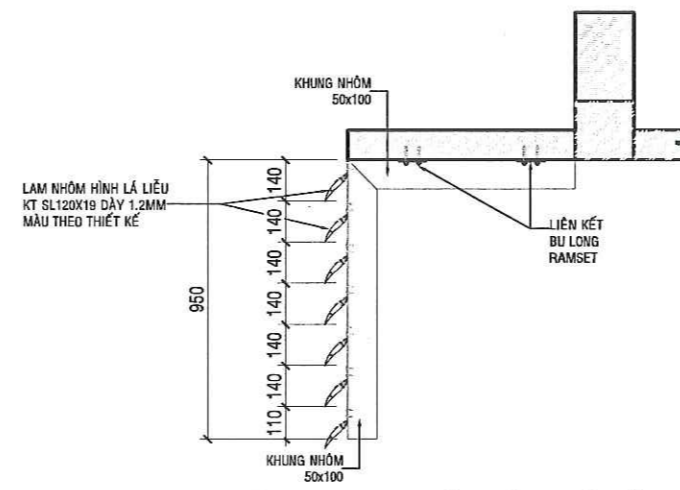 KHUNG NHÔM
50x100
LAM NHÔM HÌNH LÁ LIỄU
KT SL120X19 DÀY 1.2MM
MÀU THEO THIẾT KẾ
LIÊN KẾT
BU LONG
RAMSET
950
140
140
140
140
140
140
110
KHUNG NHÔM
50x100